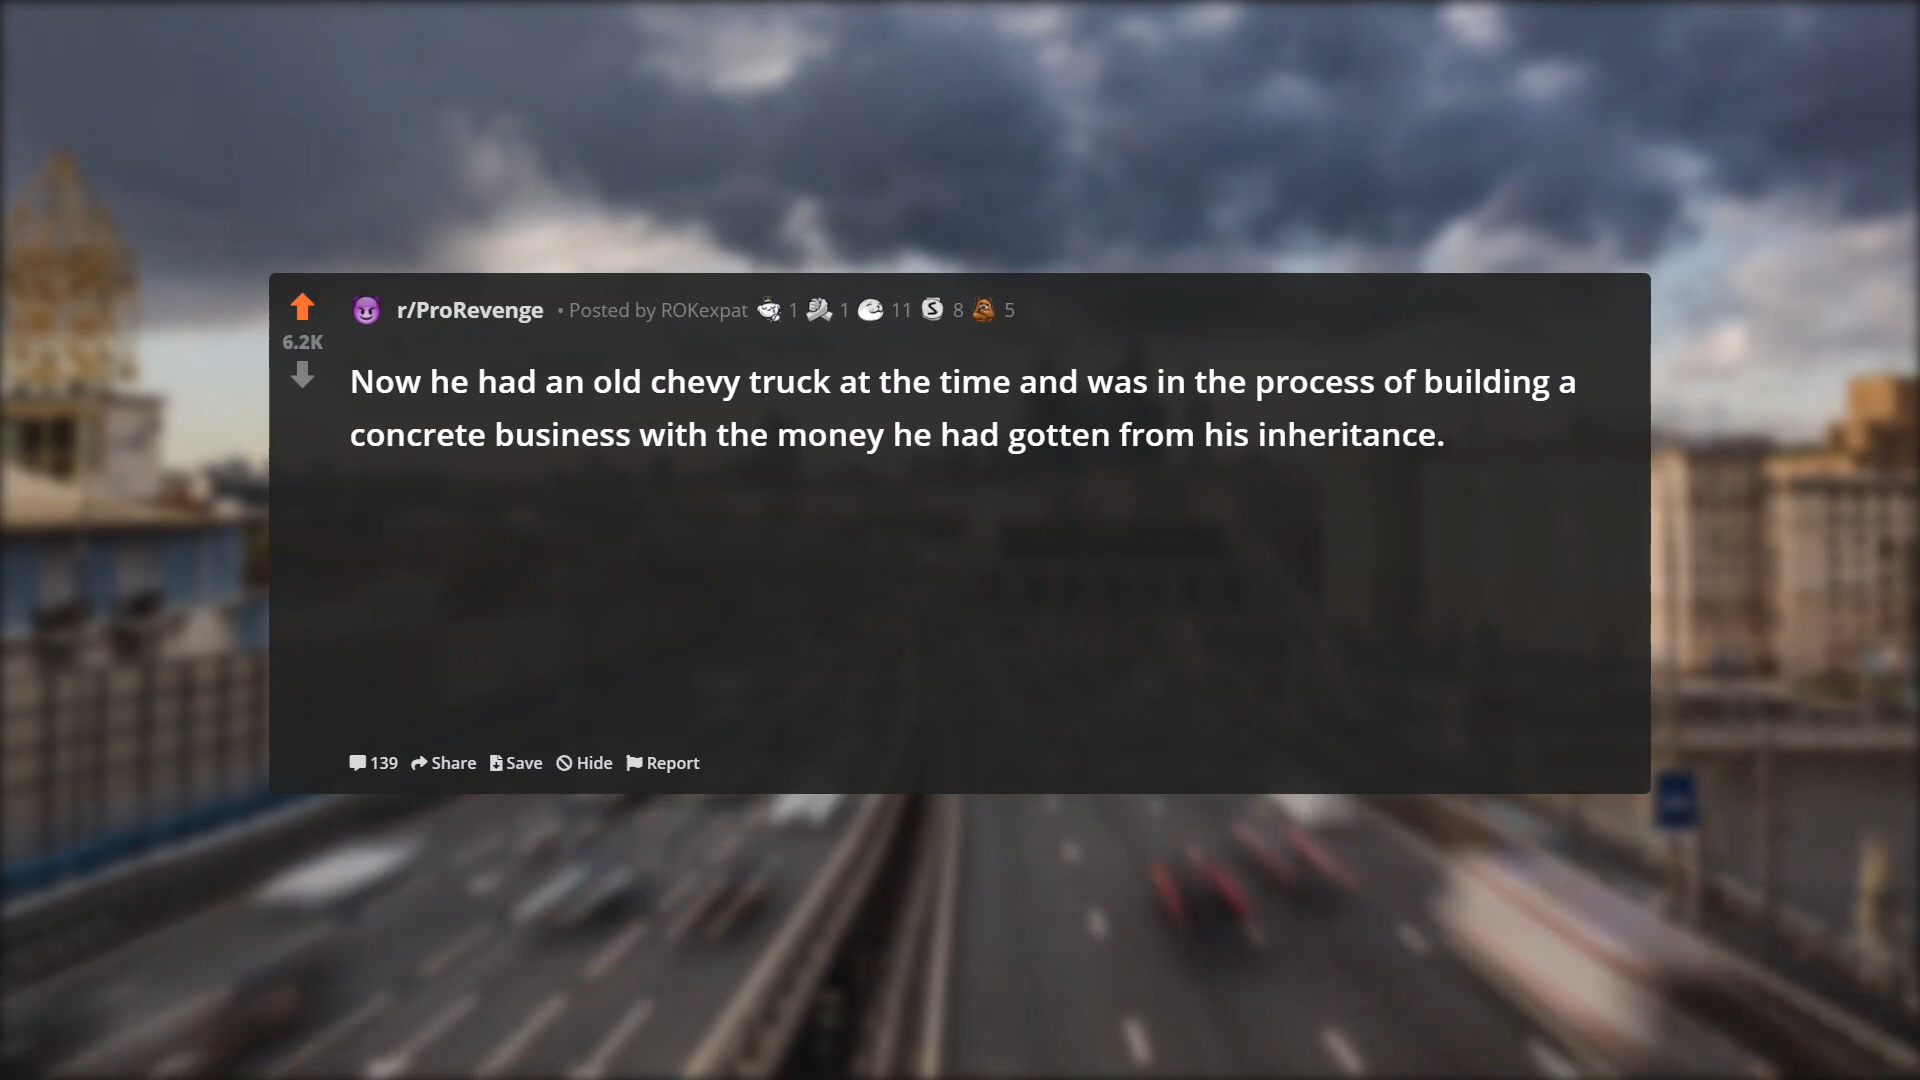 r/ProRevenge • Posted by ROKexpat 1 1 11 8 5
6.2K
Now he had an old chevy truck at the time and was in the process of building a
concrete business with the money he had gotten from his inheritance.
139 Share Save Hide Report